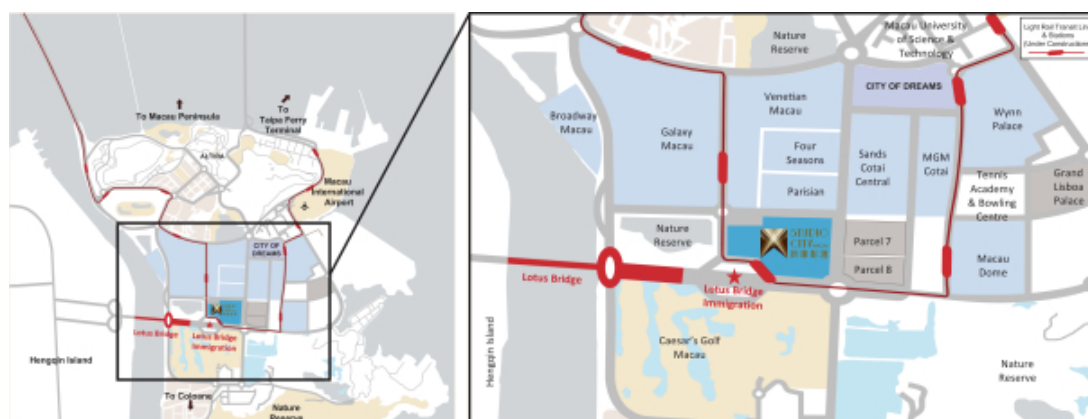 To Macau Peninsula
To
Taipa Ferry
Terminal
ALTIRA
Macau
International
Airport
CITY OF
DREAMS
Lotus Bridge
Lotus Bridge
Immigration
Hengqin Island
To Coloane
Nature
Reserve
Nature
Reserve
Macau University
of Science &
Technology
Light Rail Transit Line
& Stations
(Under Construction)
Broadway
Macau
Galaxy
Macau
Venetian
Macau
CITY OF DREAMS
Wynn
Palace
Four
Seasons
Parisian
Sands
Cotai
Central
MGM
Cotai
Tennis
Academy
& Bowling
Centre
Grand
Lisboa
Palace
Nature
Reserve
STUDIO
CITY
Parcel 7
Parcel 8
Macau
Dome
Lotus Bridge
Lotus Bridge
Immigration
Hengqin Island
Caesar's Golf
Macau
Nature
Reserve